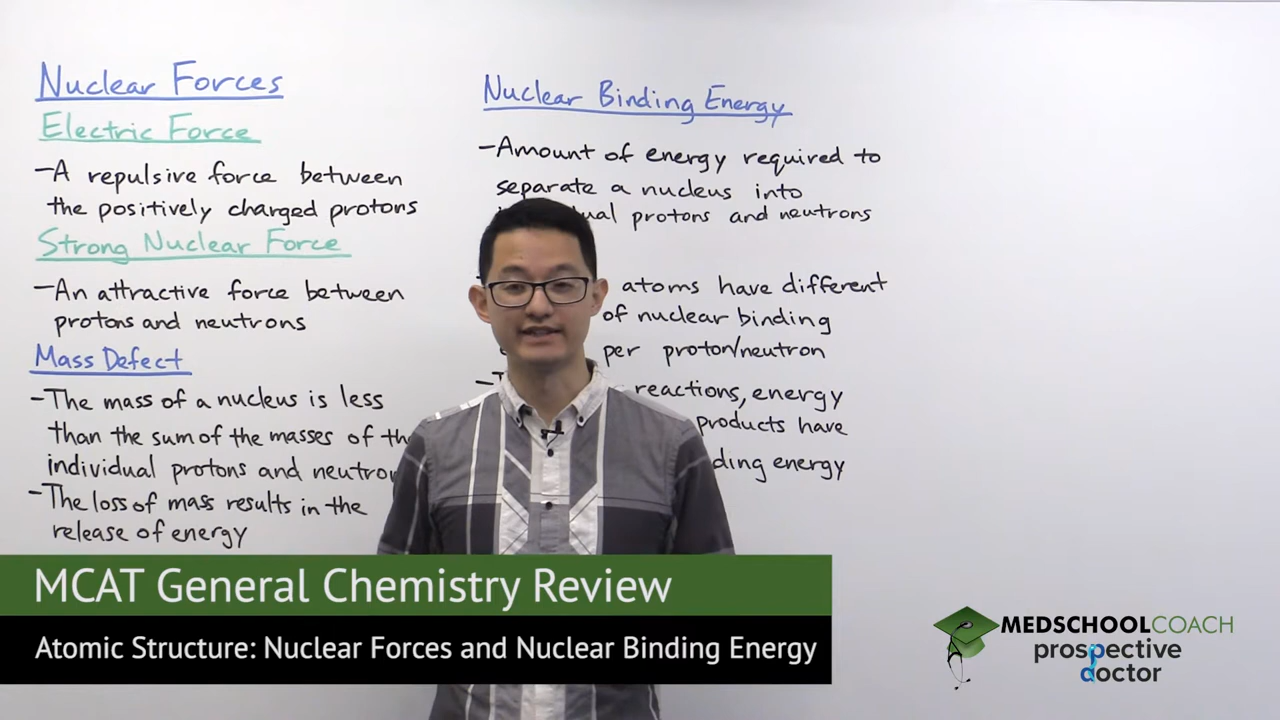 Nuclear Forces
Electric Force
-A repulsive force between
the positively charged protons
Strong Nuclear Force
-An attractive force between
protons and neutrons
Mass Defect
-The mass of a nucleus is less
than the sum of the masses of
individual protons and
-The loss of mass results in the
release of energy
Nuclear Binding Energy
-Amount of energy required to
separate a nucleus into
protons and neutrons
atoms have different
of nuclear binding
per proton/neutron
reactions, energy
products have
energy
MCAT General Chemistry Review
Atomic Structure: Nuclear Forces and Nuclear Binding Energy
MEDSCHOOLCOACH
prospective
doctor